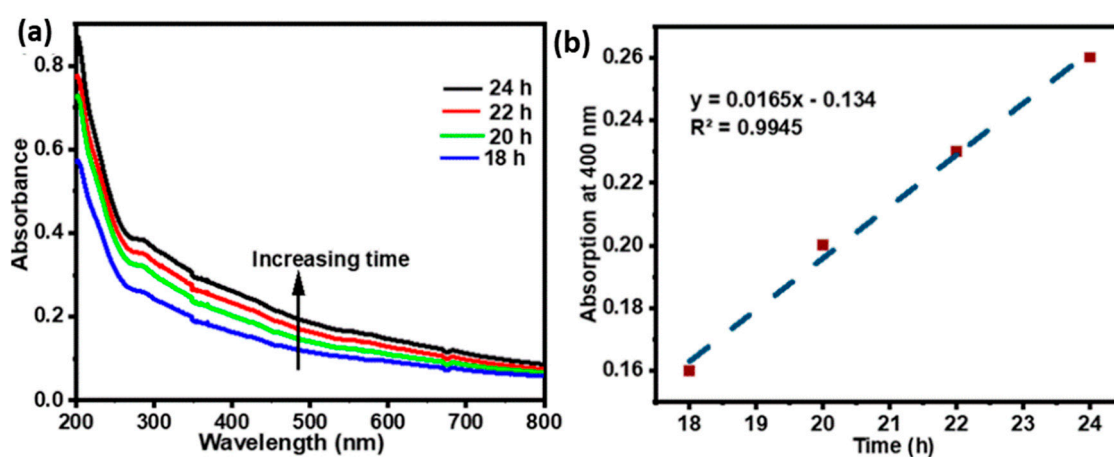 (a)
Absorbance
0.8
0.6
0.4
0.2
0.0
24 h
22 h
20 h
18 h
Increasing time
200 300 400 500 600 700 800
Wavelength (nm)
(b)
Absorption at 400 nm
0.26
0.24
0.22
0.20
0.18
0.16
y = 0.0165x - 0.134
R² = 0.9945
18 19 20 21 22 23 24
Time (h)